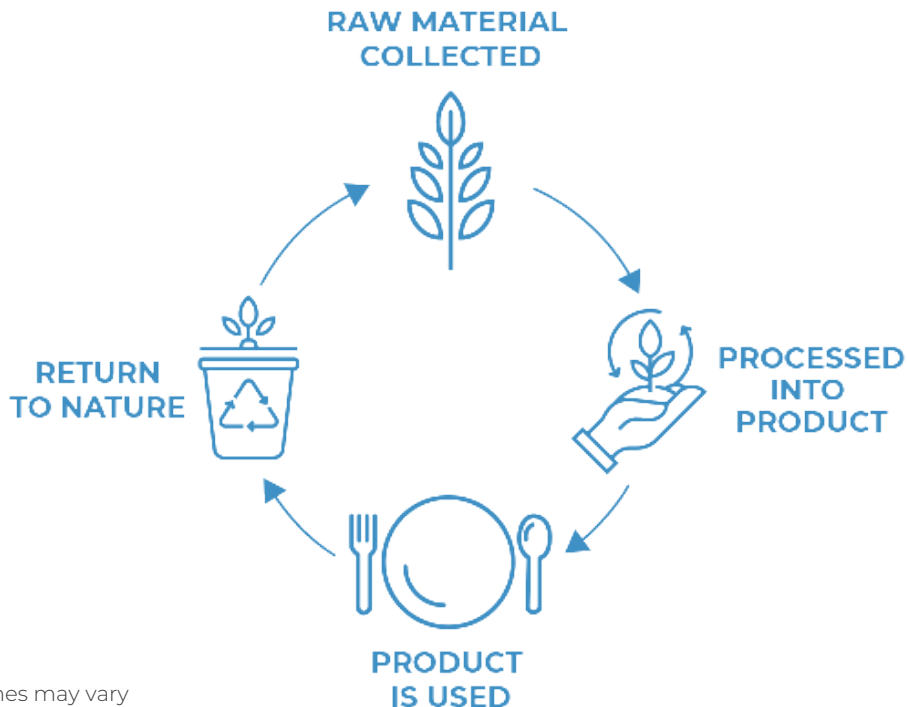 RAW MATERIAL
COLLECTED
PROCESSED
INTO
PRODUCT
RETURN
TO NATURE
PRODUCT
IS USED
may vary